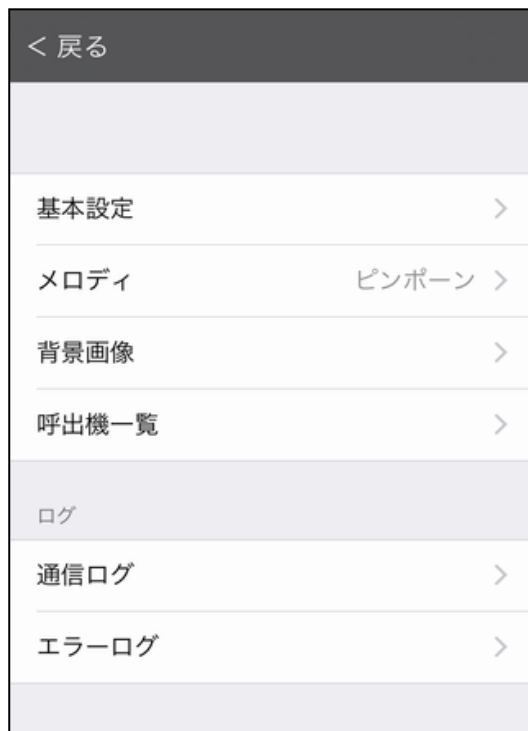 < 戻る
基本設定
メロディ ピンポーン >
背景画像
呼出機一覧
ログ
通信ログ
エラーログ